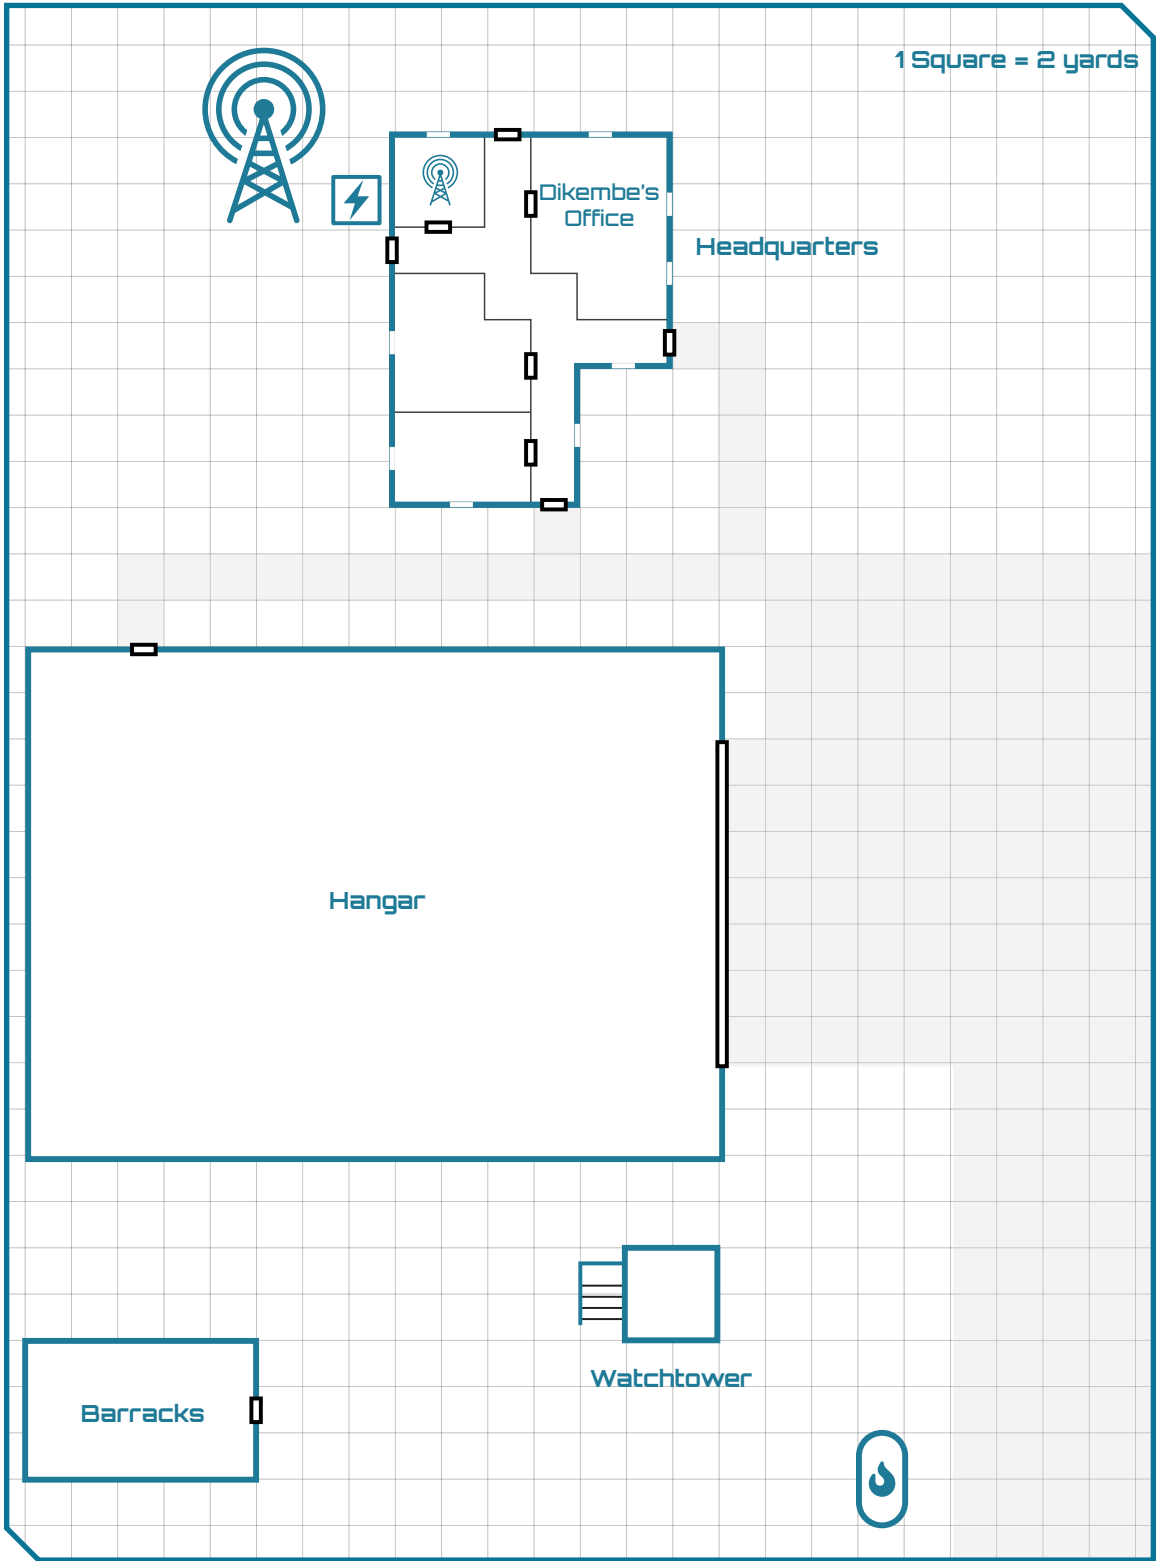 1 Square = 2 yards
Dikembe's
Office
Headquarters
Hangar
Watchtower
Barracks